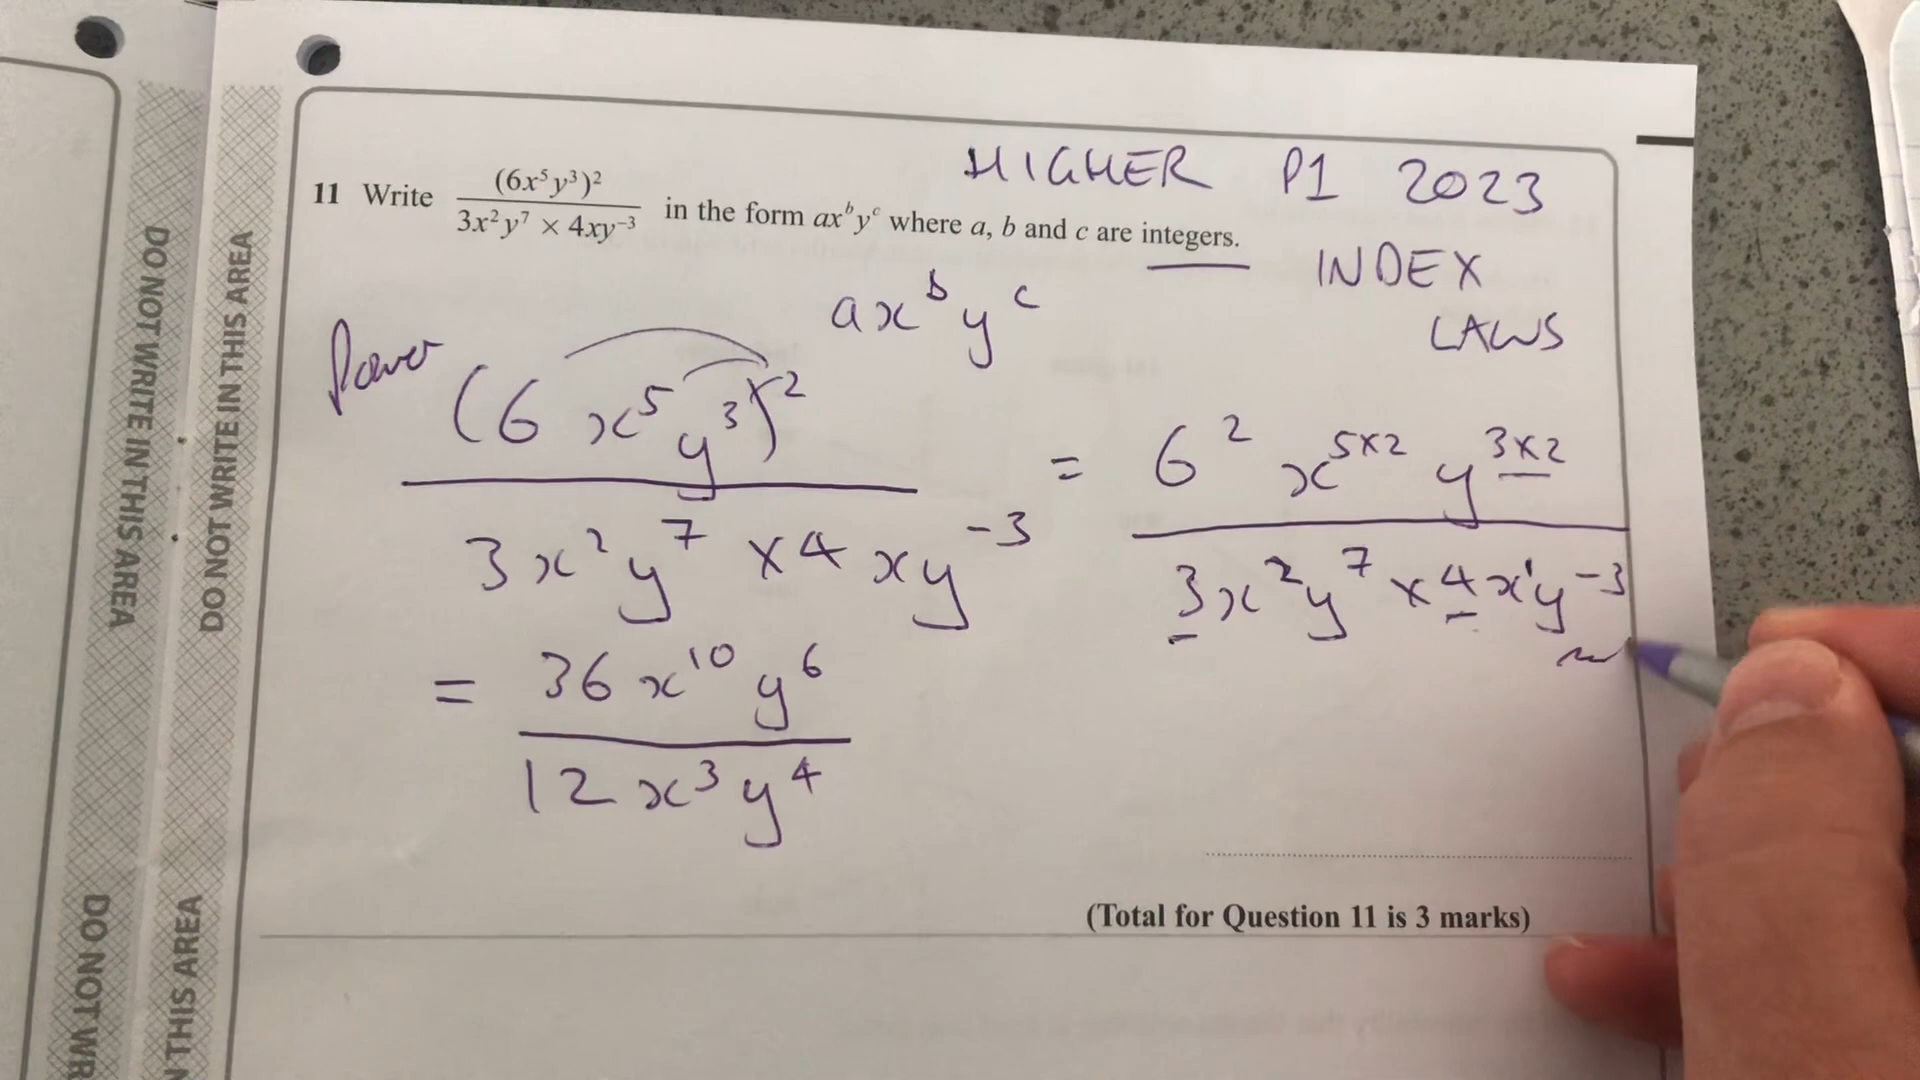 HIGHER P1 2023
11 Write (6x⁵y³)² / 3x²y⁷ × 4xy⁻³ in the form axᵇyᶜ where a, b and c are integers.
INDEX
LAWS
axᵇyᶜ
Power
(6x⁵y³)² / 3x²y⁷ × 4xy⁻³ = 6² x⁵ˣ² y³ˣ² / 3x²y⁷ × 4x¹y⁻³
= 36x¹⁰y⁶ / 12x³y⁴
(Total for Question 11 is 3 marks)
DO NOT WRITE IN THIS AREA
DO NOT WRITE IN THIS AREA
DO NOT WR
N THIS AREA